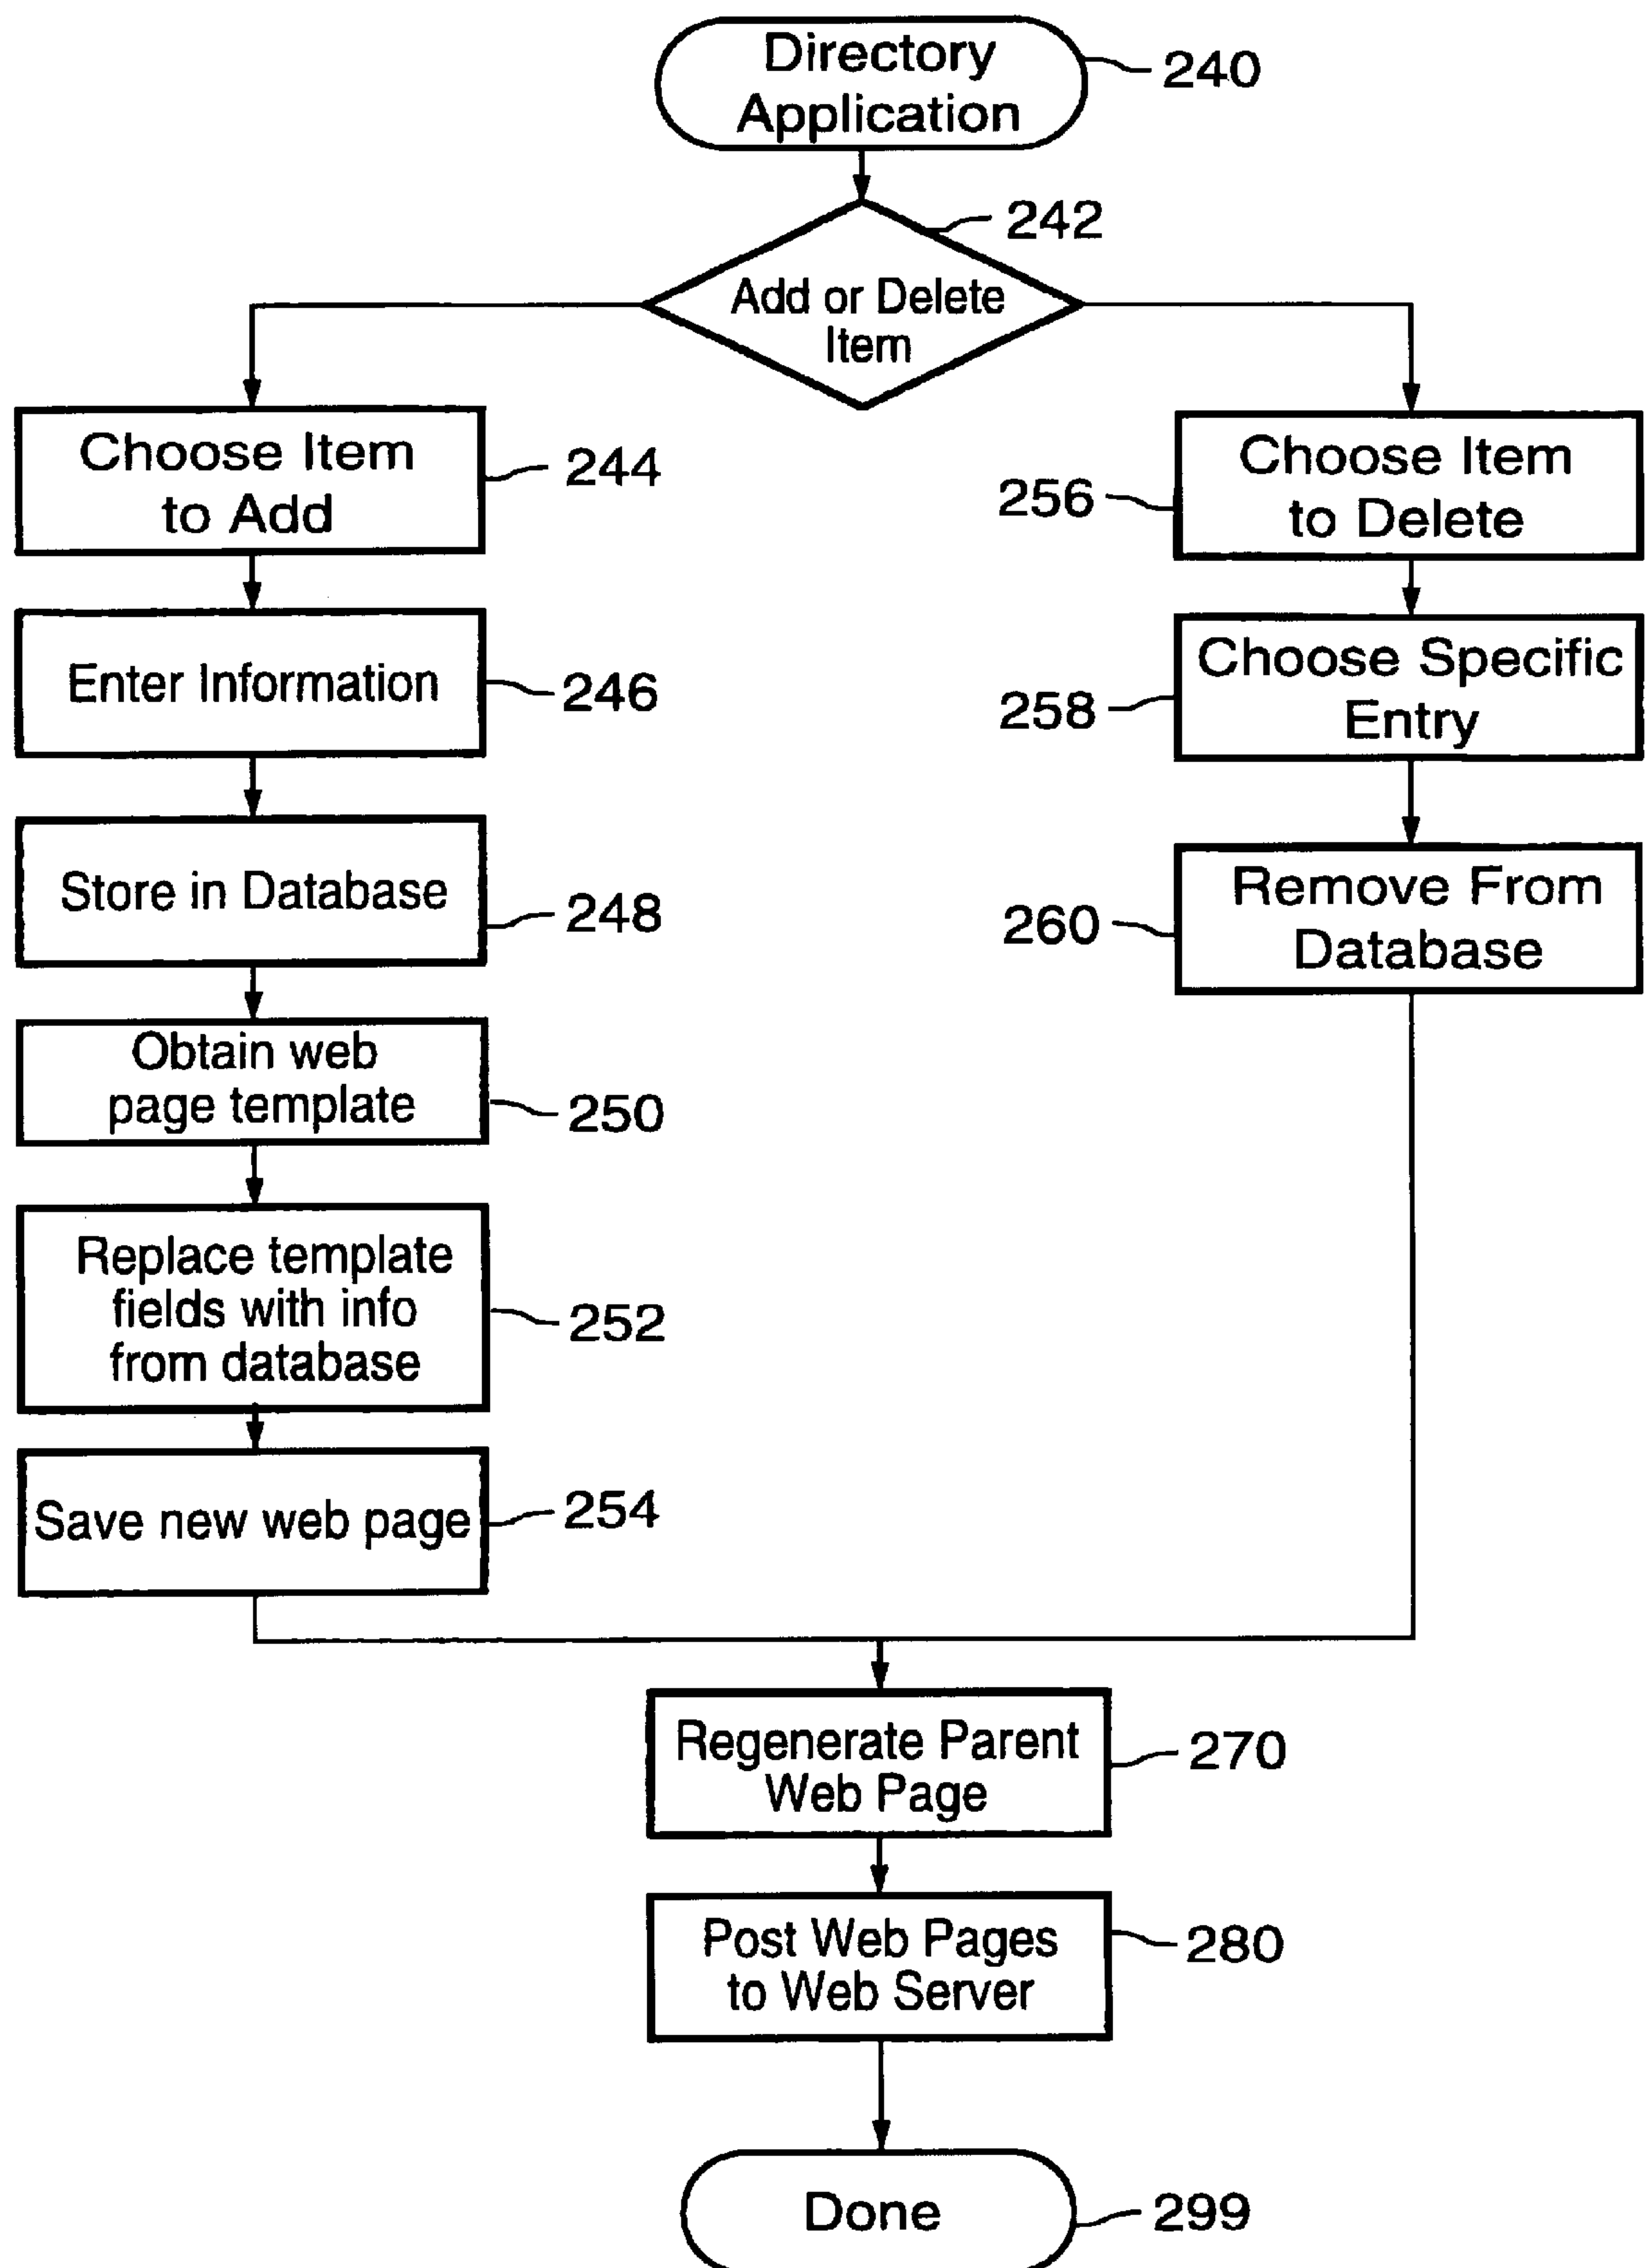 Directory
Application
240
242
Add or Delete
Item
Choose Item
to Add
244
Enter Information
246
Store in Database
248
Obtain web
page template
250
Replace template
fields with info
from database
252
Save new web page
254
Choose Item
to Delete
256
Choose Specific
Entry
258
Remove From
Database
260
Regenerate Parent
Web Page
270
Post Web Pages
to Web Server
280
Done
299